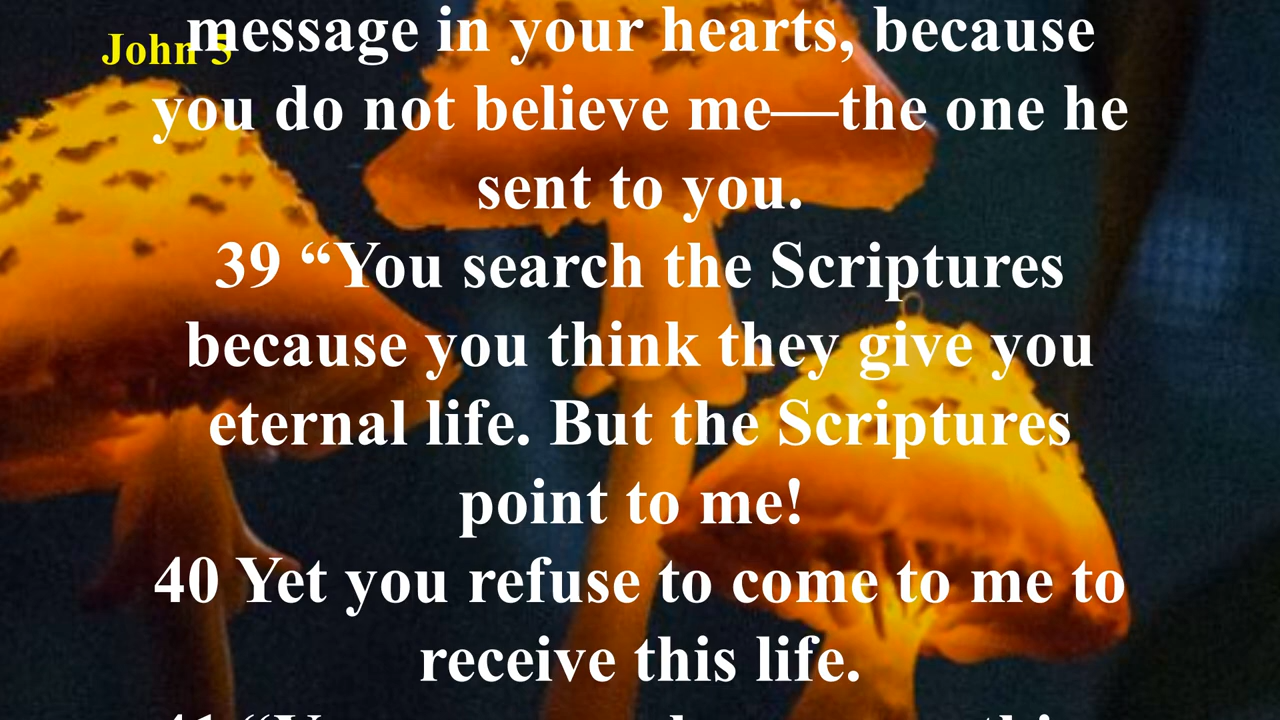 John 5
message in your hearts, because
you do not believe me—the one he
sent to you.
39 “You search the Scriptures
because you think they give you
eternal life. But the Scriptures
point to me!
40 Yet you refuse to come to me to
receive this life.